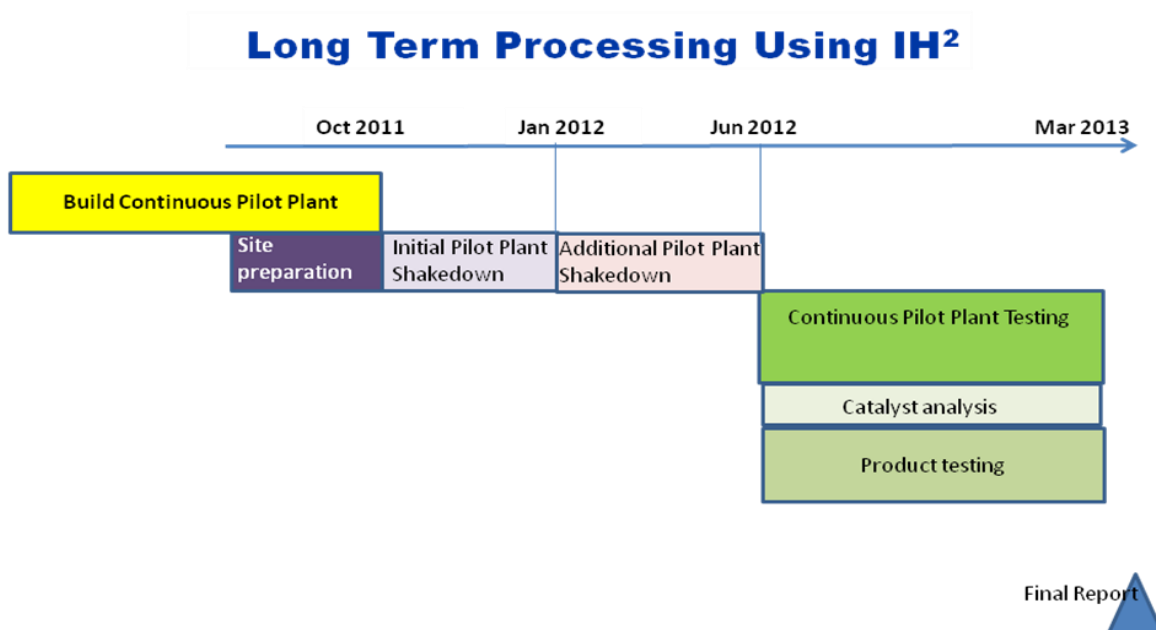 Long Term Processing Using IH²
Oct 2011 Jan 2012 Jun 2012 Mar 2013
Build Continuous Pilot Plant
Site
preparation
Initial Pilot Plant
Shakedown
Additional Pilot Plant
Shakedown
Continuous Pilot Plant Testing
Catalyst analysis
Product testing
Final Report